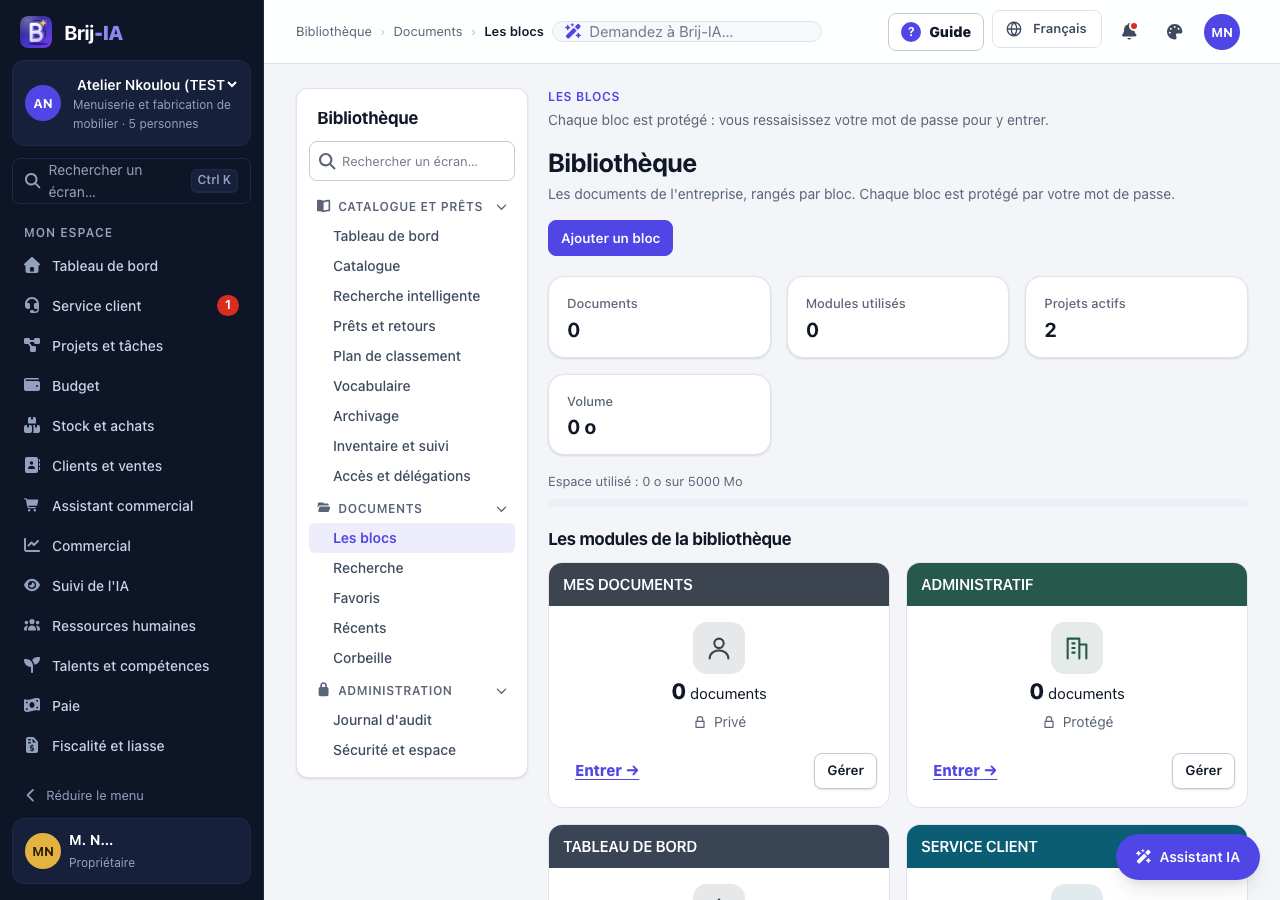 Brij-IA
AN
Atelier Nkoulou (TEST
Menuiserie et fabrication de
mobilier · 5 personnes
Rechercher un
écran...
Ctrl K
MON ESPACE
Tableau de bord
Service client
1
Projets et tâches
Budget
Stock et achats
Clients et ventes
Assistant commercial
Commercial
Suivi de l'IA
Ressources humaines
Talents et compétences
Paie
Fiscalité et liasse
Réduire le menu
MN
M. N...
Propriétaire
Bibliothèque › Documents › Les blocs
Demandez à Brij-IA...
? Guide
Français
MN
Bibliothèque
Rechercher un écran...
CATALOGUE ET PRÊTS
Tableau de bord
Catalogue
Recherche intelligente
Prêts et retours
Plan de classement
Vocabulaire
Archivage
Inventaire et suivi
Accès et délégations
DOCUMENTS
Les blocs
Recherche
Favoris
Récents
Corbeille
ADMINISTRATION
Journal d'audit
Sécurité et espace
LES BLOCS
Chaque bloc est protégé : vous ressaisissez votre mot de passe pour y entrer.
Bibliothèque
Les documents de l'entreprise, rangés par bloc. Chaque bloc est protégé par votre mot de passe.
Ajouter un bloc
Documents
0
Modules utilisés
0
Projets actifs
2
Volume
0 o
Espace utilisé : 0 o sur 5000 Mo
Les modules de la bibliothèque
MES DOCUMENTS
0 documents
Privé
Entrer →
Gérer
ADMINISTRATIF
0 documents
Protégé
Entrer →
Gérer
TABLEAU DE BORD
SERVICE CLIENT
Assistant IA